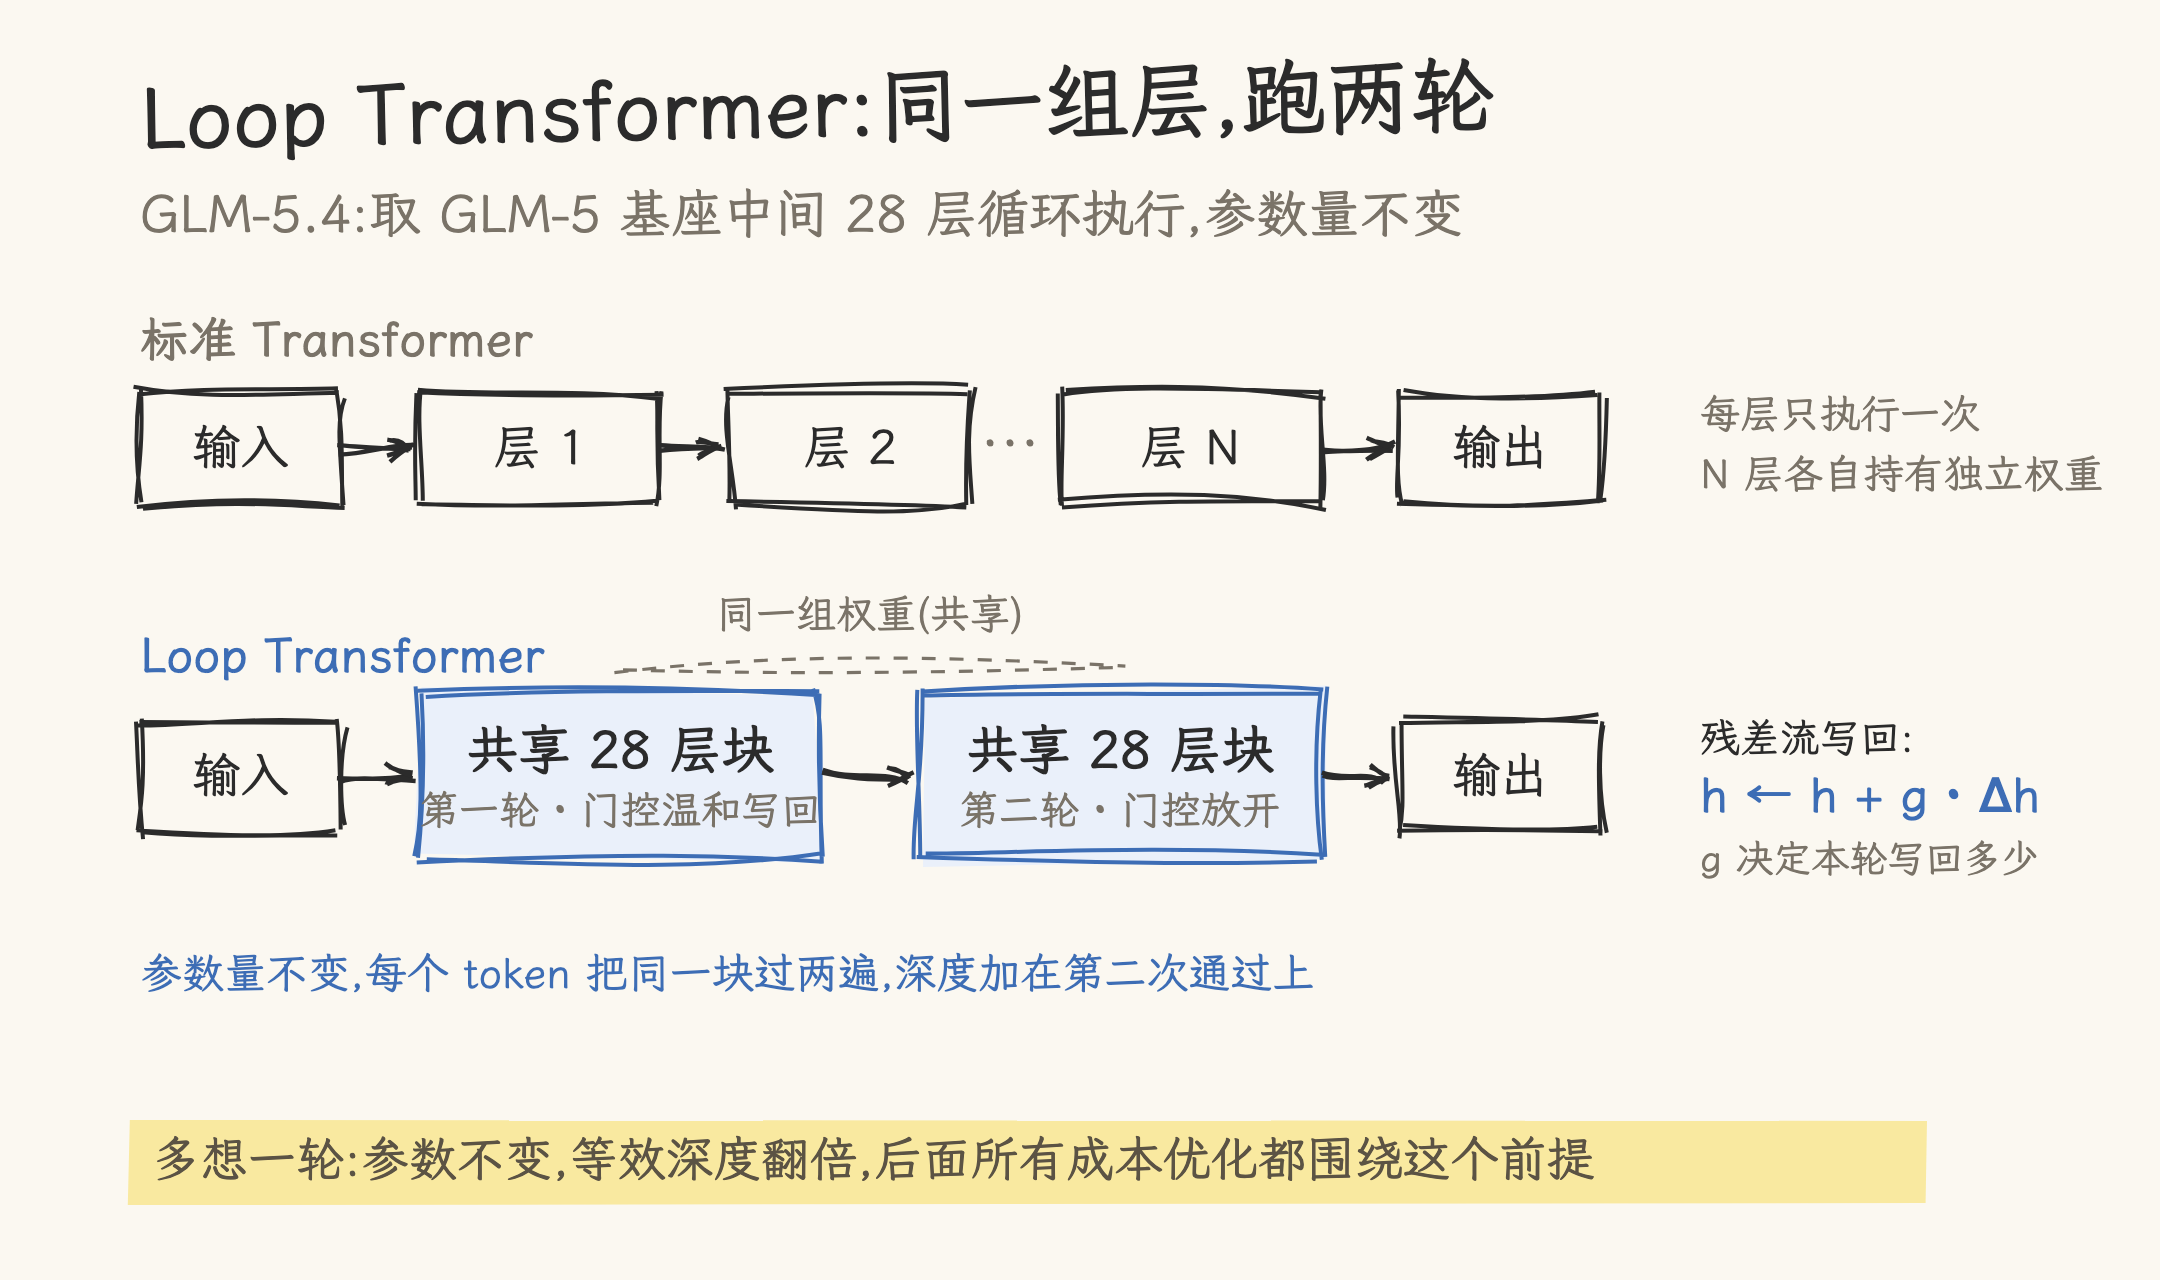 Loop Transformer:同一组层,跑两轮
GLM-5.4:取 GLM-5 基座中间 28 层循环执行,参数量不变
标准 Transformer
输入
层 1
层 2
···
层 N
输出
每层只执行一次
N 层各自持有独立权重
同一组权重(共享)
Loop Transformer
输入
共享 28 层块
第一轮·门控温和写回
共享 28 层块
第二轮·门控放开
输出
残差流写回:
h ← h + g · Δh
g 决定本轮写回多少
参数量不变,每个 token 把同一块过两遍,深度加在第二次通过上
多想一轮:参数不变,等效深度翻倍,后面所有成本优化都围绕这个前提